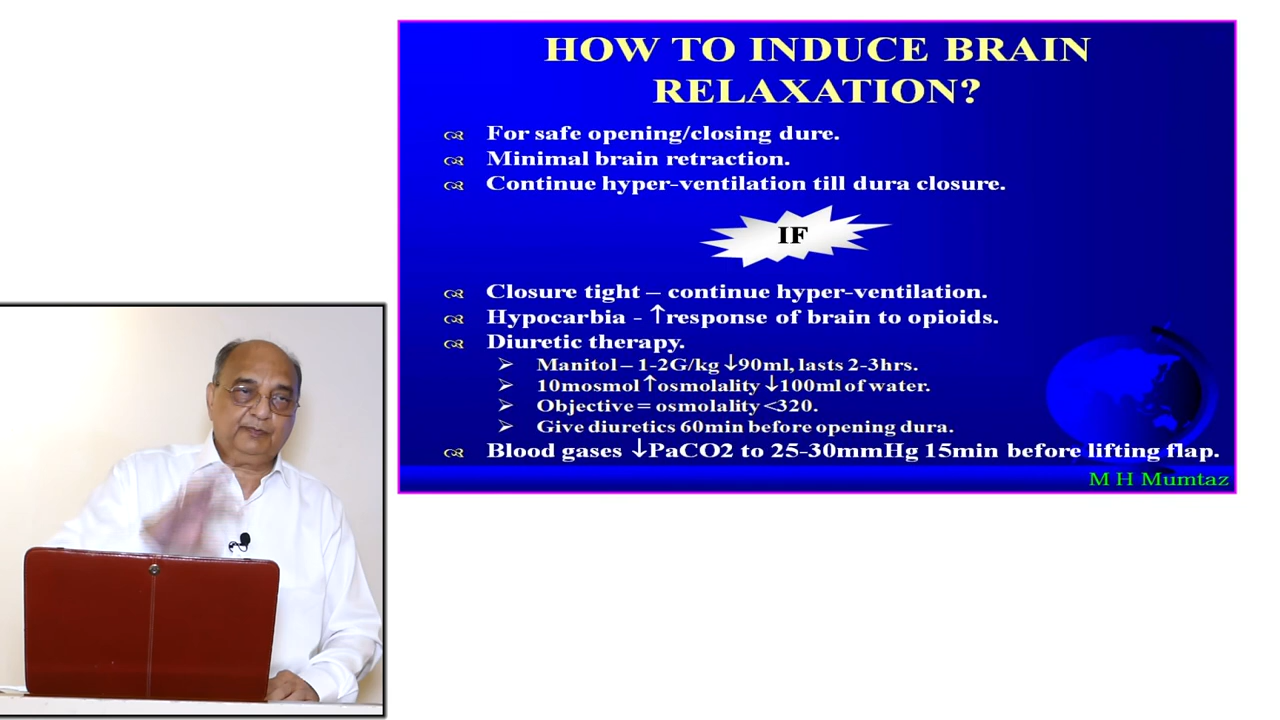 HOW TO INDUCE BRAIN
RELAXATION?
For safe opening/closing dure.
Minimal brain retraction.
Continue hyper-ventilation till dura closure.
IF
Closure tight – continue hyper-ventilation.
Hypocarbia - ↑response of brain to opioids.
Diuretic therapy.
Manitol – 1-2G/kg ↓90ml, lasts 2-3hrs.
10mosmol ↑osmolality ↓100ml of water.
Objective = osmolality <320.
Give diuretics 60min before opening dura.
Blood gases ↓PaCO2 to 25-30mmHg 15min before lifting flap.
M H Mumtaz